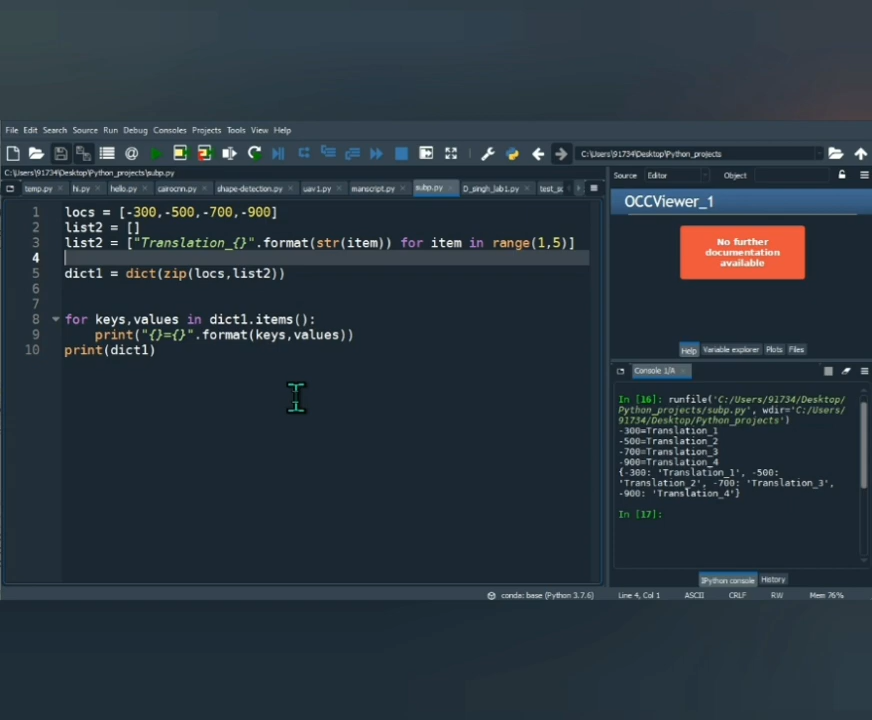 File Edit Search Source Run Debug Consoles Projects Tools View Help
C:\Users\91734\Desktop\Python_projects
C:\Users\91734\Desktop\Python_projects\subp.py
temp.py hi.py hello.py cairocnn.py shape-detection.py uav1.py manscript.py subp.py D_singh_lab1.py
1 locs = [-300,-500,-700,-900]
2 list2 = []
3 list2 = ["Translation_{}".format(str(item)) for item in range(1,5)]
4
5 dict1 = dict(zip(locs,list2))
6
7
8 for keys,values in dict1.items():
9 print("{}={}".format(keys,values))
10 print(dict1)
Source Editor Object
OCCViewer_1
No further
documentation
available
Help Variable explorer Plots Files
Console 1/A
In [16]: runfile('C:/Users/91734/Desktop/
Python_projects/subp.py', wdir='C:/Users/
91734/Desktop/Python_projects')
-300=Translation_1
-500=Translation_2
-700=Translation_3
-900=Translation_4
{-300: 'Translation_1', -500:
'Translation_2', -700: 'Translation_3',
-900: 'Translation_4'}
In [17]:
IPython console History
conda: base (Python 3.7.6) Line 4, Col 1 ASCII CRLF RW Mem 76%